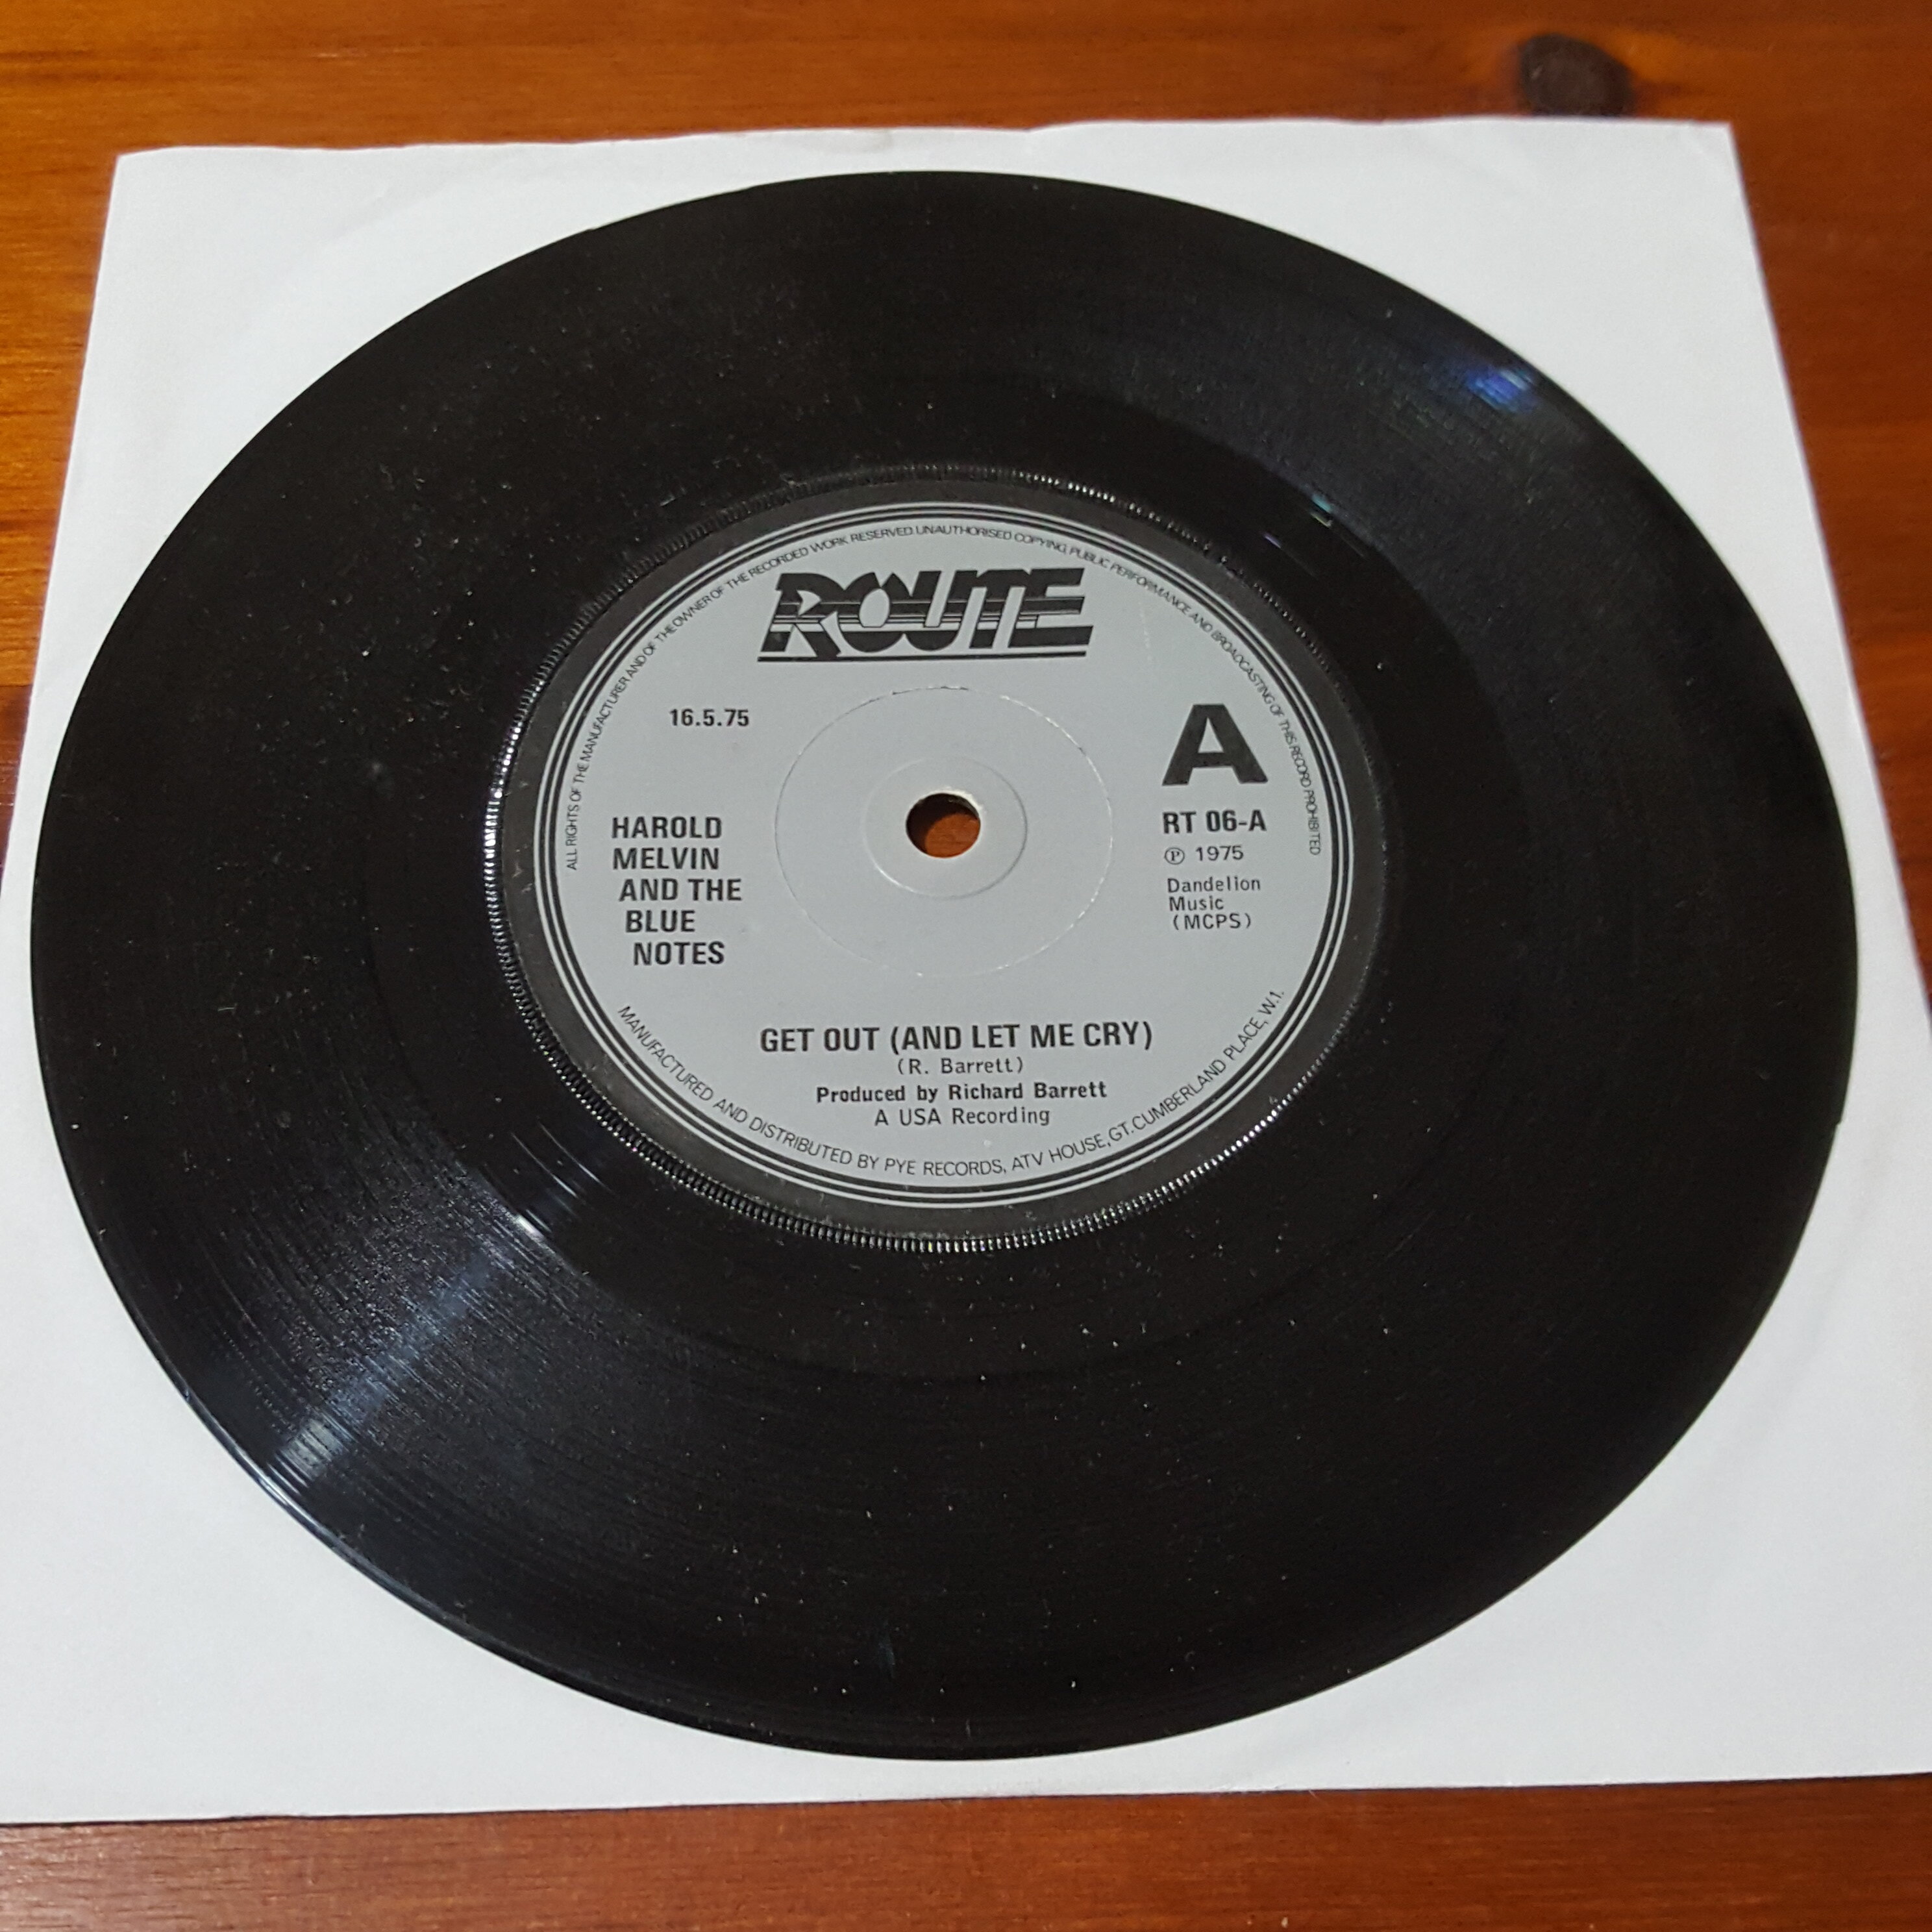 ALL RIGHTS OF THE MANUFACTURER AND OF THE OWNER OF THE RECORDED WORK RESERVED UNAUTHORISED COPYING, PUBLIC PERFORMANCE AND BROADCASTING OF THIS RECORD PROHIBITED
ROUTE
16.5.75
A
RT 06-A
℗ 1975
Dandelion
Music
(MCPS)
HAROLD
MELVIN
AND THE
BLUE
NOTES
GET OUT (AND LET ME CRY)
(R. Barrett)
Produced by Richard Barrett
A USA Recording
MANUFACTURED AND DISTRIBUTED BY PYE RECORDS, ATV HOUSE, GT. CUMBERLAND PLACE, W.1.